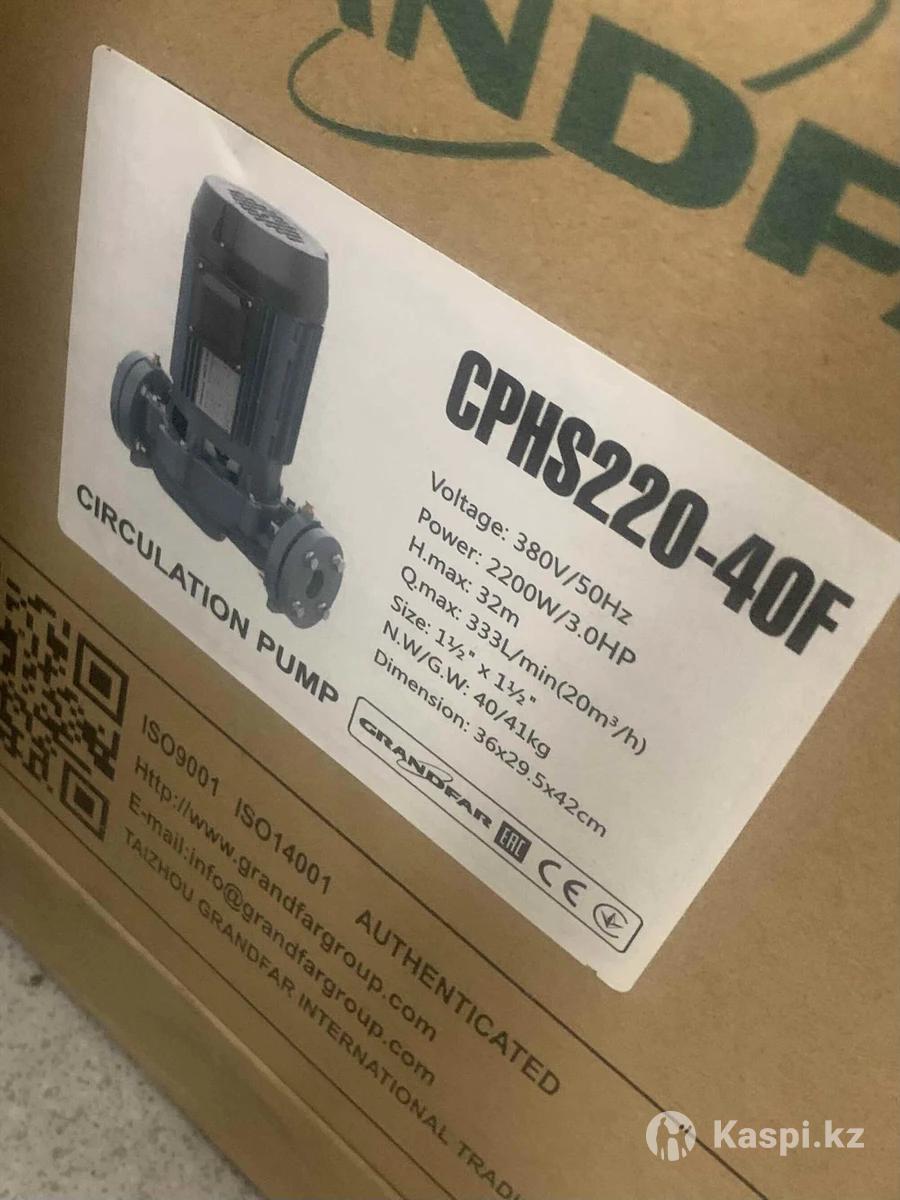 CPHS220-40F
Voltage: 380V/50Hz
Power: 2200W/3.0HP
H.max: 32m
Q.max: 333L/min(20m³/h)
Size: 1½" x 1½"
N.W/G.W: 40/41kg
Dimension: 36x29.5x42cm
CIRCULATION PUMP
GRANDFAR EAC CE
ISO9001 ISO14001 AUTHENTICATED
Http://www.grandfargroup.com
E-mail:info@grandfargroup.com
TAIZHOU GRANDFAR INTERNATIONAL TRADI
Kaspi.kz